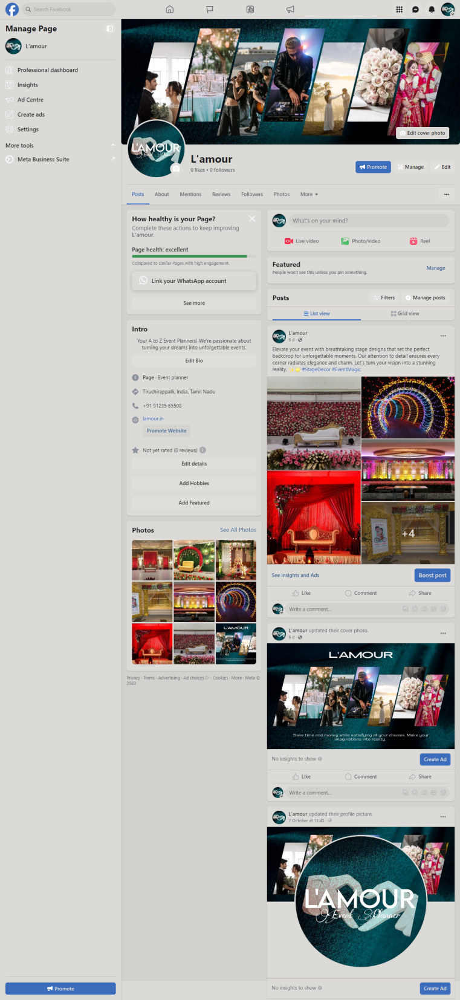 Search Facebook
Manage Page
L'amour
Professional dashboard
Insights
Ad Centre
Create ads
Settings
More tools
Meta Business Suite
Promote
Edit cover photo
L'AMOUR
Event Planner
L'amour
0 likes • 0 followers
Promote
Manage
Edit
Posts
About
Mentions
Reviews
Followers
Photos
More
How healthy is your Page?
Complete these actions to keep improving
L'amour.
Page health: excellent
Compared to similar Pages with high engagement.
Link your WhatsApp account
See more
Intro
Your A to Z Event Planners! We're passionate about
turning your dreams into unforgettable events.
Edit Bio
Page · Event planner
Tiruchirappalli, India, Tamil Nadu
+91 91235 65508
lamour.in
Promote Website
Not yet rated (0 reviews)
Edit details
Add Hobbies
Add Featured
Photos
See All Photos
L'AMOUR
Privacy · Terms · Advertising · Ad choices · Cookies · More · Meta ©
2023
What's on your mind?
Live video
Photo/video
Reel
Featured
People won't see this unless you pin something.
Manage
Posts
Filters
Manage posts
List view
Grid view
L'amour
6 d ·
Elevate your event with breathtaking stage designs that set the perfect
backdrop for unforgettable moments. Our attention to detail ensures every
corner radiates elegance and charm. Let's turn your vision into a stunning
reality. ✨🌟 #StageDecor #EventMagic
+4
See Insights and Ads
Boost post
Like
Comment
Share
Write a comment...
L'amour updated their cover photo.
6 d ·
L'AMOUR
Save time and money while satisfying all your dreams. Make your
imaginations into reality.
No insights to show
Create Ad
Like
Comment
Share
Write a comment...
L'amour updated their profile picture.
7 October at 11:45 ·
L'AMOUR
Event Planner
No insights to show
Create Ad